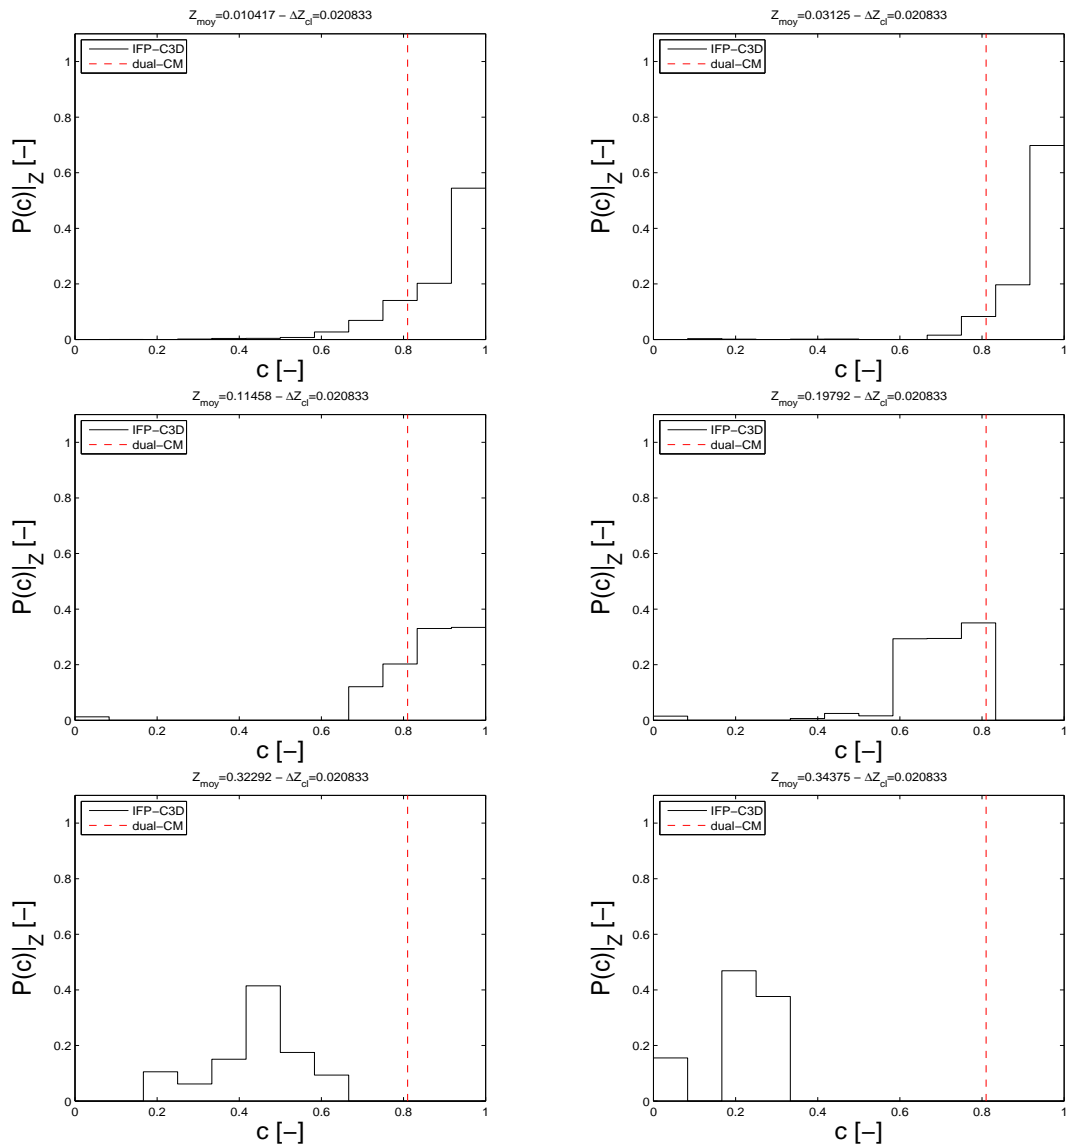 Z_moy=0.010417 − ΔZ_cl=0.020833
IFP−C3D
dual−CM
P(c)|_Z [−]
1
0.8
0.6
0.4
0.2
0
0 0.2 0.4 0.6 0.8 1
c [−]
Z_moy=0.03125 − ΔZ_cl=0.020833
IFP−C3D
dual−CM
P(c)|_Z [−]
1
0.8
0.6
0.4
0.2
0
0 0.2 0.4 0.6 0.8 1
c [−]
Z_moy=0.11458 − ΔZ_cl=0.020833
IFP−C3D
dual−CM
P(c)|_Z [−]
1
0.8
0.6
0.4
0.2
0
0 0.2 0.4 0.6 0.8 1
c [−]
Z_moy=0.19792 − ΔZ_cl=0.020833
IFP−C3D
dual−CM
P(c)|_Z [−]
1
0.8
0.6
0.4
0.2
0
0 0.2 0.4 0.6 0.8 1
c [−]
Z_moy=0.32292 − ΔZ_cl=0.020833
IFP−C3D
dual−CM
P(c)|_Z [−]
1
0.8
0.6
0.4
0.2
0
0 0.2 0.4 0.6 0.8 1
c [−]
Z_moy=0.34375 − ΔZ_cl=0.020833
IFP−C3D
dual−CM
P(c)|_Z [−]
1
0.8
0.6
0.4
0.2
0
0 0.2 0.4 0.6 0.8 1
c [−]